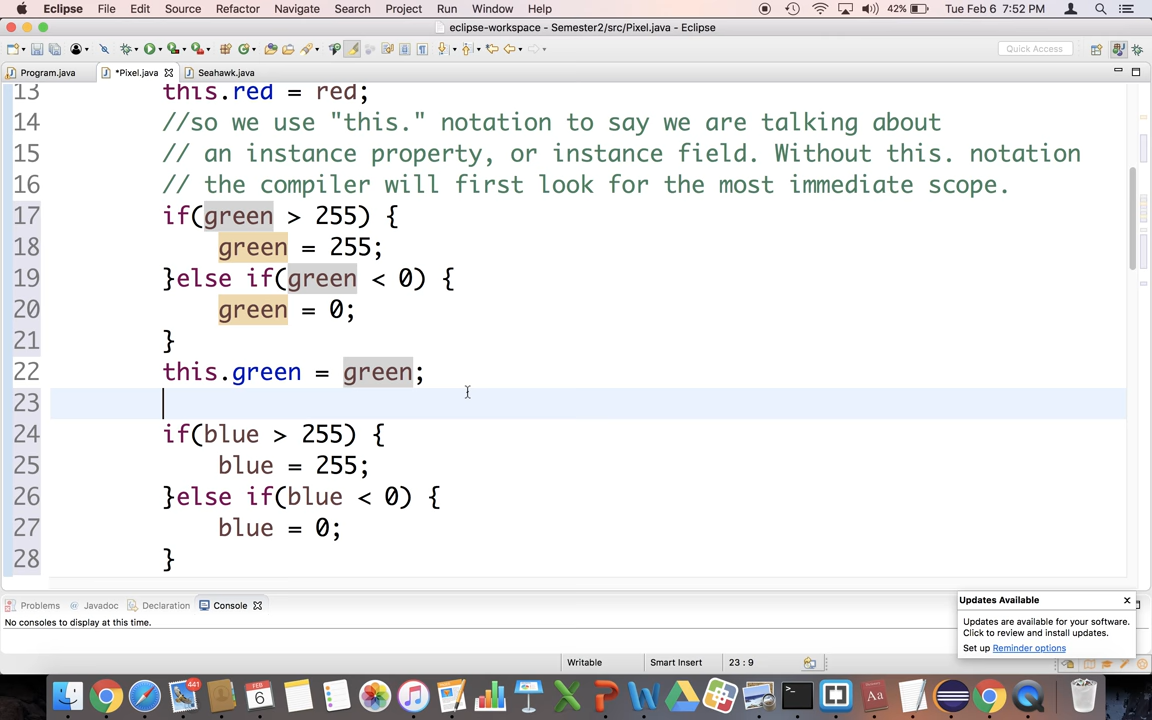 Eclipse File Edit Source Refactor Navigate Search Project Run Window Help 42% Tue Feb 6 7:52 PM
eclipse-workspace - Semester2/src/Pixel.java - Eclipse
Quick Access
Program.java *Pixel.java Seahawk.java
13 this.red = red;
14 //so we use "this." notation to say we are talking about
15 // an instance property, or instance field. Without this. notation
16 // the compiler will first look for the most immediate scope.
17 if(green > 255) {
18 green = 255;
19 }else if(green < 0) {
20 green = 0;
21 }
22 this.green = green;
23
24 if(blue > 255) {
25 blue = 255;
26 }else if(blue < 0) {
27 blue = 0;
28 }
Problems Javadoc Declaration Console
No consoles to display at this time.
Updates Available
Updates are available for your software.
Click to review and install updates.
Set up Reminder options
Writable Smart Insert 23 : 9
441
6